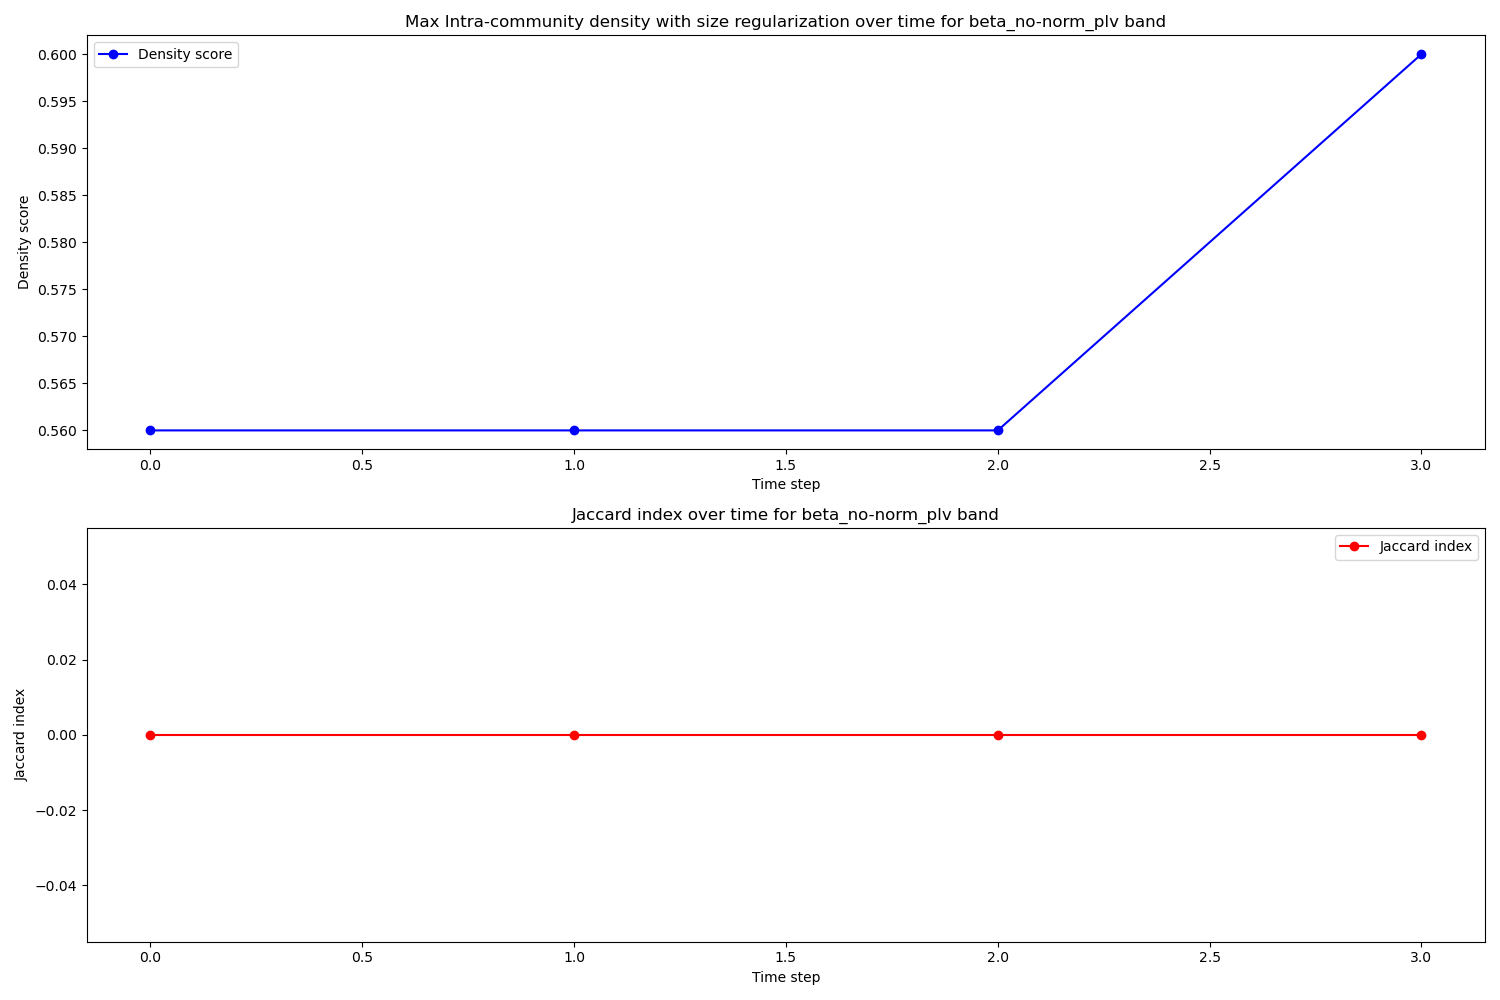 Max Intra-community density with size regularization over time for beta_no-norm_plv band
Density score
0.600
0.595
0.590
0.585
0.580
0.575
0.570
0.565
0.560
Density score
0.0 0.5 1.0 1.5 2.0 2.5 3.0
Time step
Jaccard index over time for beta_no-norm_plv band
Jaccard index
0.04
0.02
0.00
−0.02
−0.04
Jaccard index
0.0 0.5 1.0 1.5 2.0 2.5 3.0
Time step